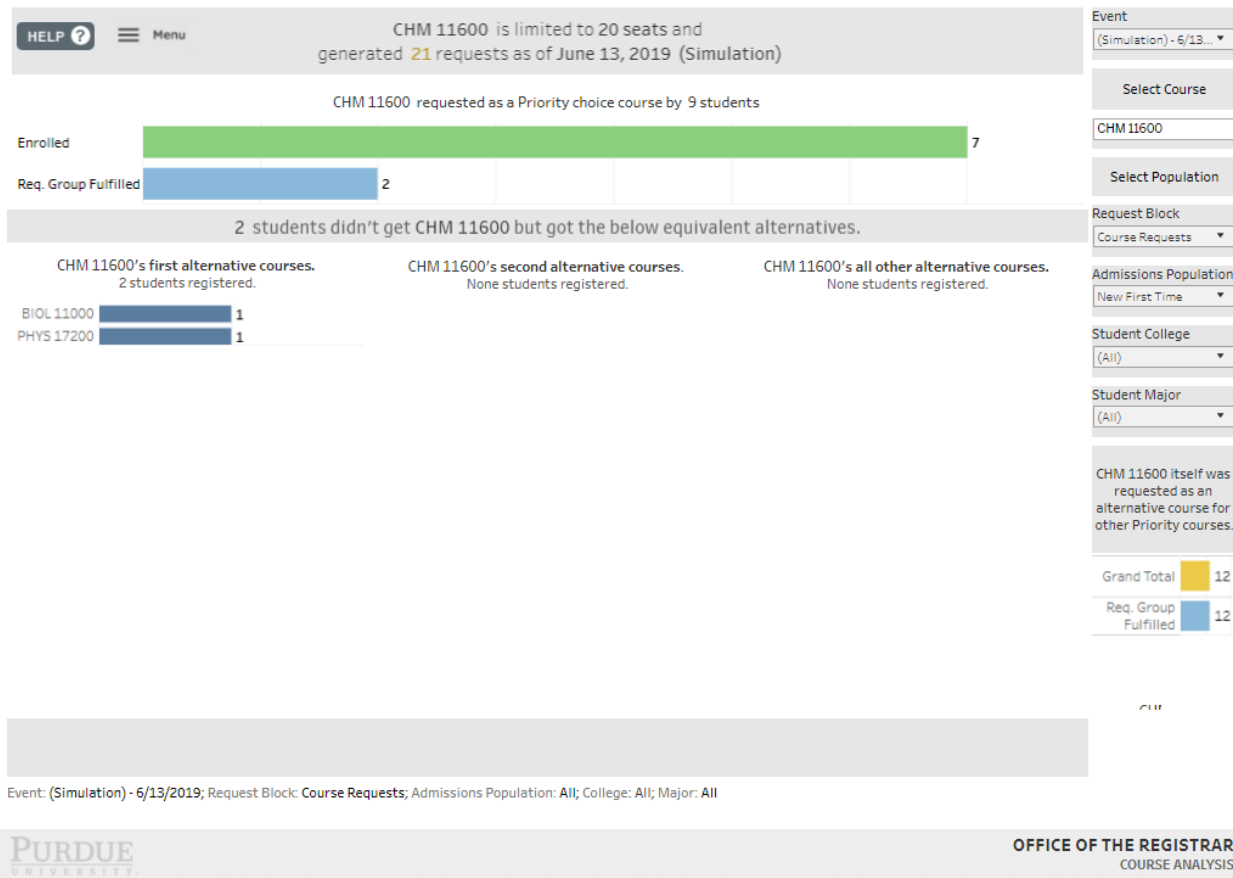 HELP ?
Menu
CHM 11600 is limited to 20 seats and
generated 21 requests as of June 13, 2019 (Simulation)
CHM 11600 requested as a Priority choice course by 9 students
Enrolled
7
Req. Group Fulfilled
2
2 students didn't get CHM 11600 but got the below equivalent alternatives.
CHM 11600's first alternative courses.
2 students registered.
CHM 11600's second alternative courses.
None students registered.
CHM 11600's all other alternative courses.
None students registered.
BIOL 11000
1
PHYS 17200
1
Event
(Simulation) - 6/13...
Select Course
CHM 11600
Select Population
Request Block
Course Requests
Admissions Population
New First Time
Student College
(All)
Student Major
(All)
CHM 11600 itself was
requested as an
alternative course for
other Priority courses.
Grand Total
12
Req. Group
Fulfilled
12
Event: (Simulation) - 6/13/2019; Request Block: Course Requests; Admissions Population: All; College: All; Major: All
PURDUE
UNIVERSITY.
OFFICE OF THE REGISTRAR
COURSE ANALYSIS